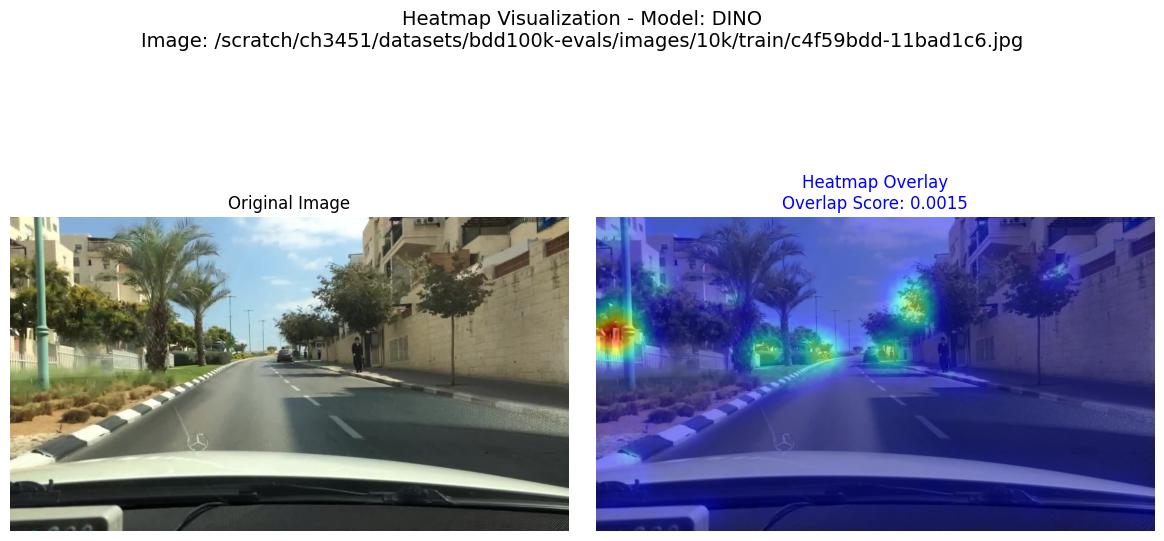 Heatmap Visualization - Model: DINO
Image: /scratch/ch3451/datasets/bdd100k-evals/images/10k/train/c4f59bdd-11bad1c6.jpg
Original Image
Heatmap Overlay
Overlap Score: 0.0015